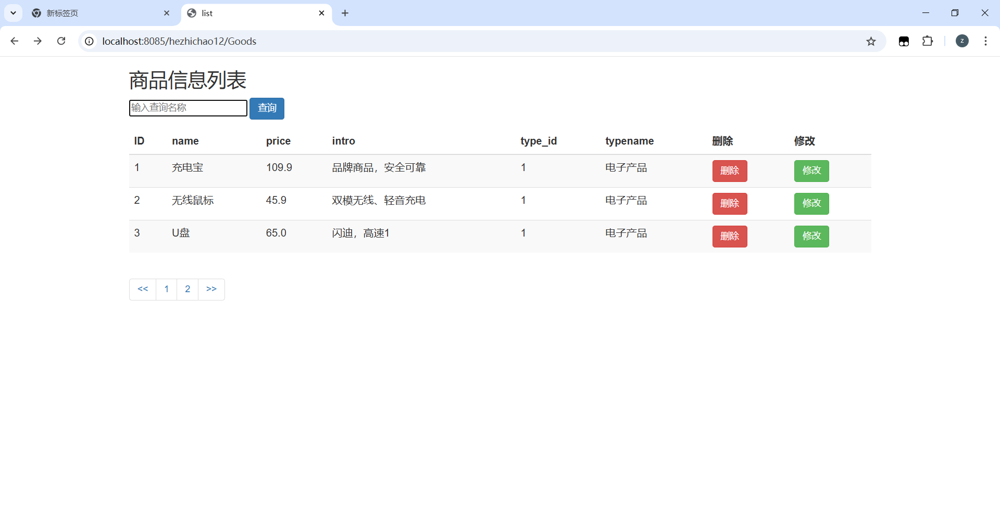 新标签页
list
localhost:8085/hezhichao12/Goods
z
商品信息列表
输入查询名称 查询
ID name price intro type_id typename 删除 修改
1 充电宝 109.9 品牌商品，安全可靠 1 电子产品 删除 修改
2 无线鼠标 45.9 双模无线、轻音充电 1 电子产品 删除 修改
3 U盘 65.0 闪迪，高速1 1 电子产品 删除 修改
<< 1 2 >>